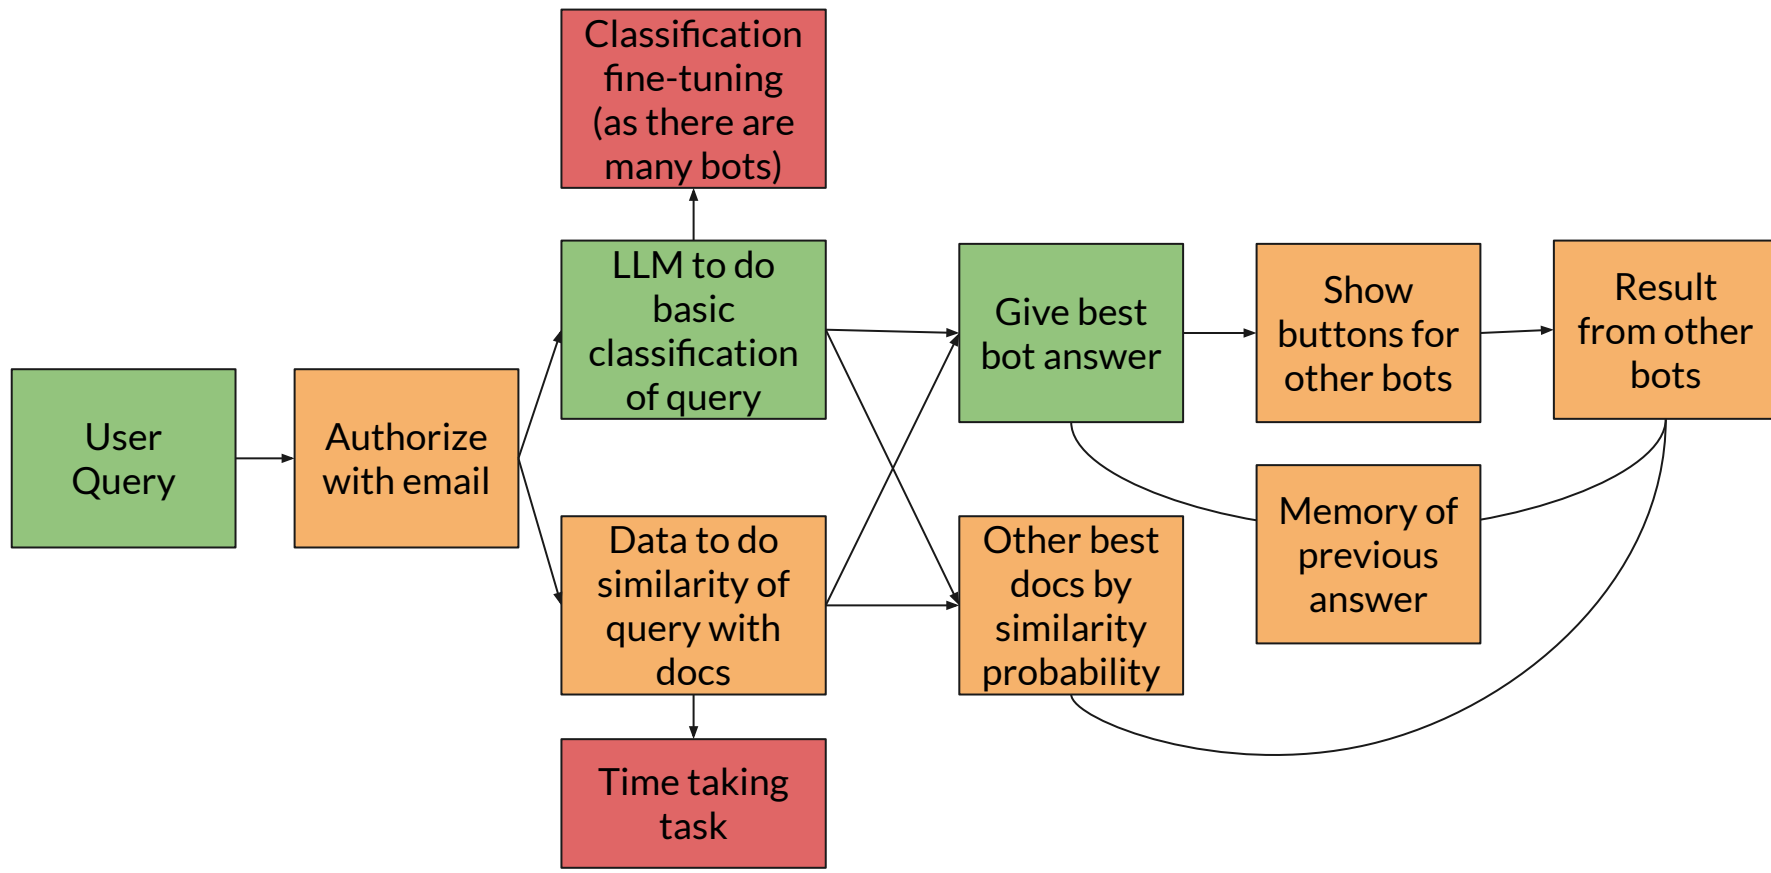 Classification
fine-tuning
(as there are
many bots)
User
Query
Authorize
with email
LLM to do
basic
classification
of query
Data to do
similarity of
query with
docs
Time taking
task
Give best
bot answer
Other best
docs by
similarity
probability
Show
buttons for
other bots
Memory of
previous
answer
Result
from other
bots